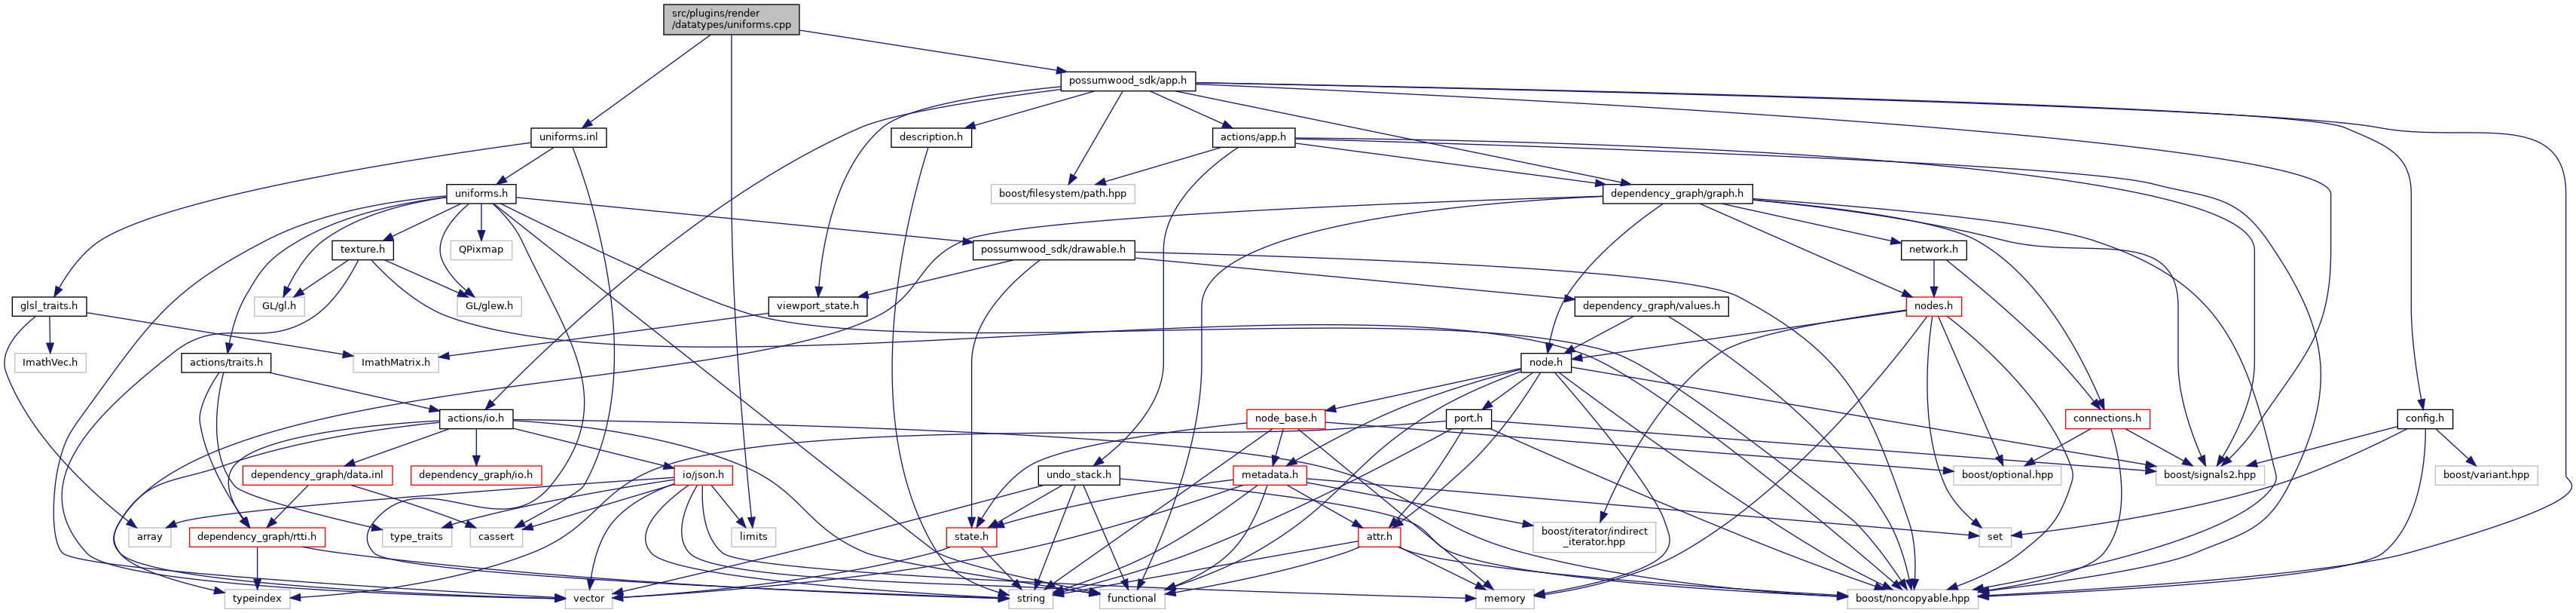 src/plugins/render
/datatypes/uniforms.cpp
possumwood_sdk/app.h
uniforms.inl
description.h
actions/app.h
uniforms.h
boost/filesystem/path.hpp
dependency_graph/graph.h
texture.h
QPixmap
possumwood_sdk/drawable.h
network.h
glsl_traits.h
GL/gl.h
GL/glew.h
viewport_state.h
dependency_graph/values.h
nodes.h
ImathVec.h
actions/traits.h
ImathMatrix.h
node.h
actions/io.h
node_base.h
port.h
connections.h
config.h
dependency_graph/data.inl
dependency_graph/io.h
io/json.h
undo_stack.h
metadata.h
boost/optional.hpp
boost/signals2.hpp
boost/variant.hpp
array
dependency_graph/rtti.h
type_traits
cassert
limits
state.h
attr.h
boost/iterator/indirect
_iterator.hpp
set
typeindex
vector
string
functional
memory
boost/noncopyable.hpp